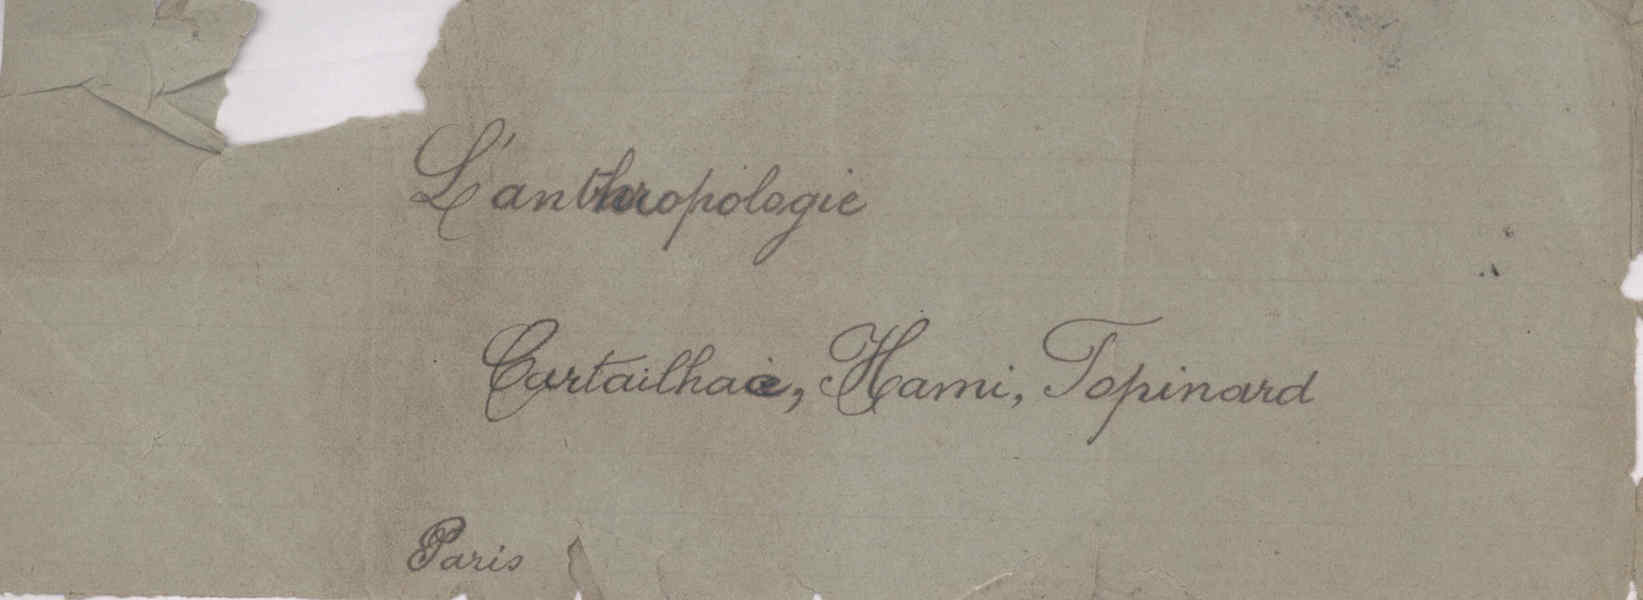 L'anthropologie
Cartailhac, Hami, Topinard
Paris